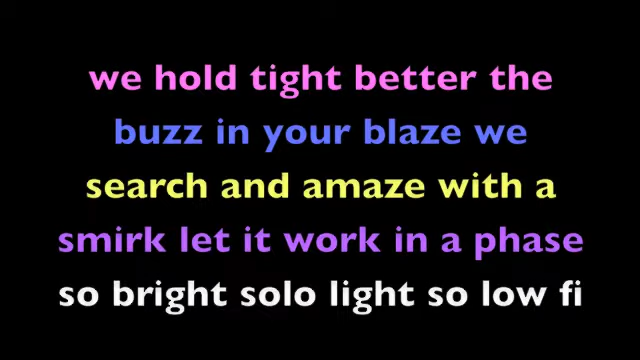 we hold tight better the
buzz in your blaze we
search and amaze with a
smirk let it work in a phase
so bright solo light so low fi